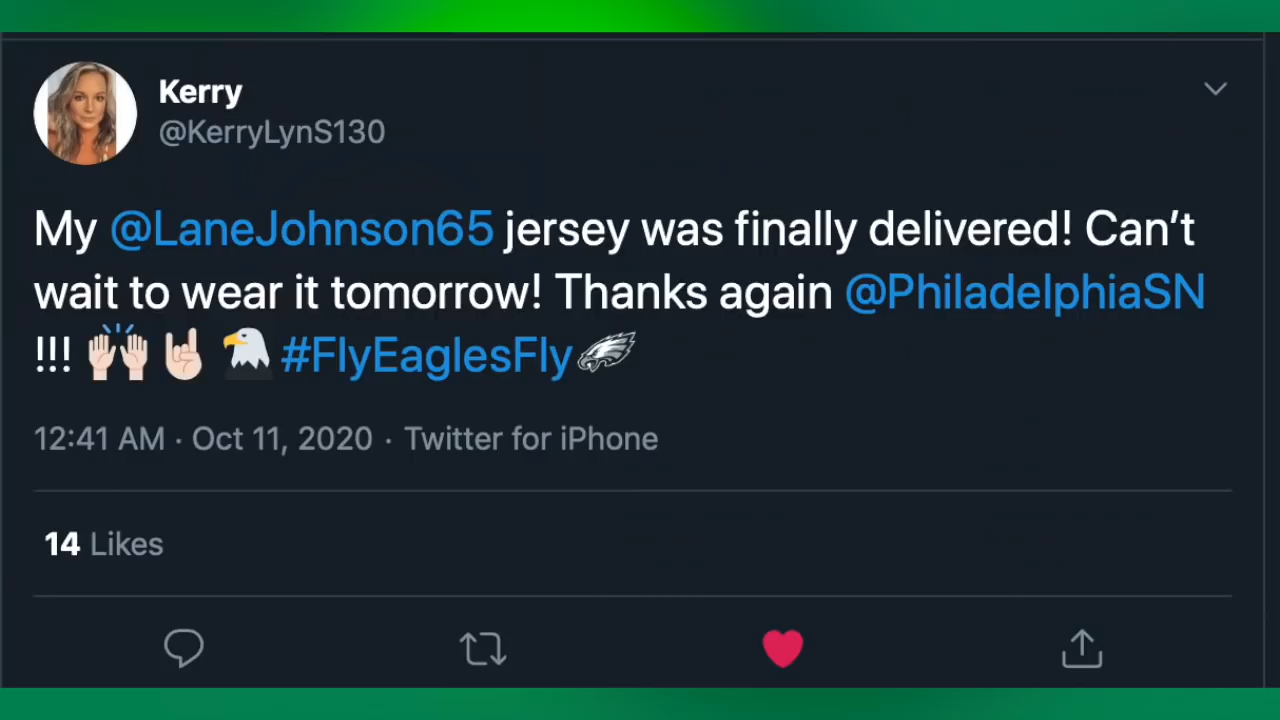 Kerry
@KerryLynS130
My @LaneJohnson65 jersey was finally delivered! Can’t
wait to wear it tomorrow! Thanks again @PhiladelphiaSN
!!! 🙌🏻 🤘🏻 🦅 #FlyEaglesFly
12:41 AM · Oct 11, 2020 · Twitter for iPhone
14 Likes